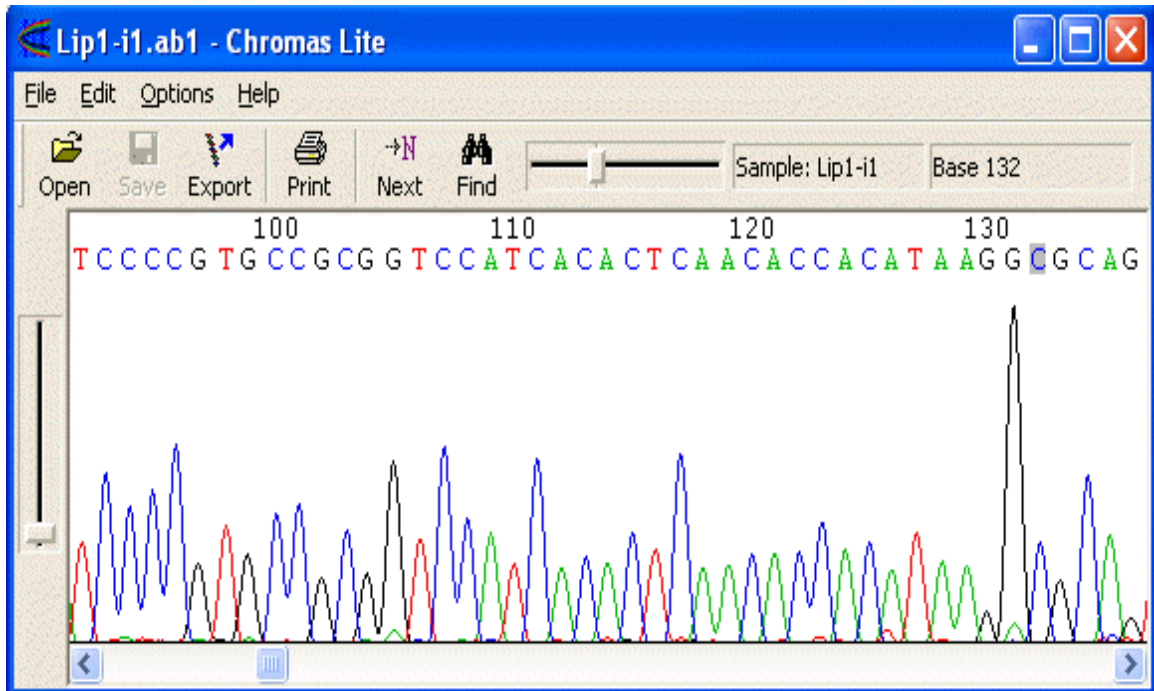 Lip1-i1.ab1 - Chromas Lite
File Edit Options Help
→N
Open Save Export Print Next Find Sample: Lip1-i1 Base 132
100 110 120 130
T C C C C G T G C C G C G G T C C A T C A C A C T C A A C A C C A C A T A A G G C G C A G